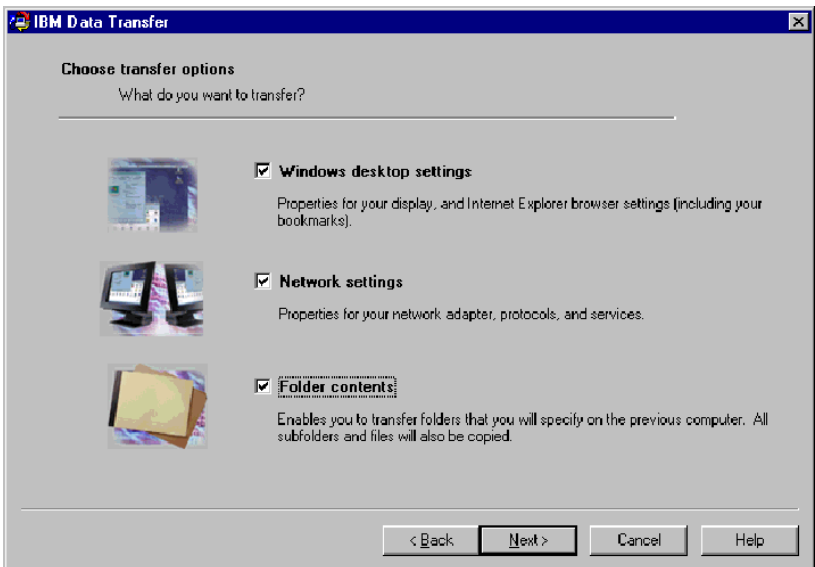 IBM Data Transfer
Choose transfer options
What do you want to transfer?
Windows desktop settings
Properties for your display, and Internet Explorer browser settings (including your
bookmarks).
Network settings
Properties for your network adapter, protocols, and services.
Folder contents
Enables you to transfer folders that you will specify on the previous computer. All
subfolders and files will also be copied.
< Back   Next >   Cancel   Help